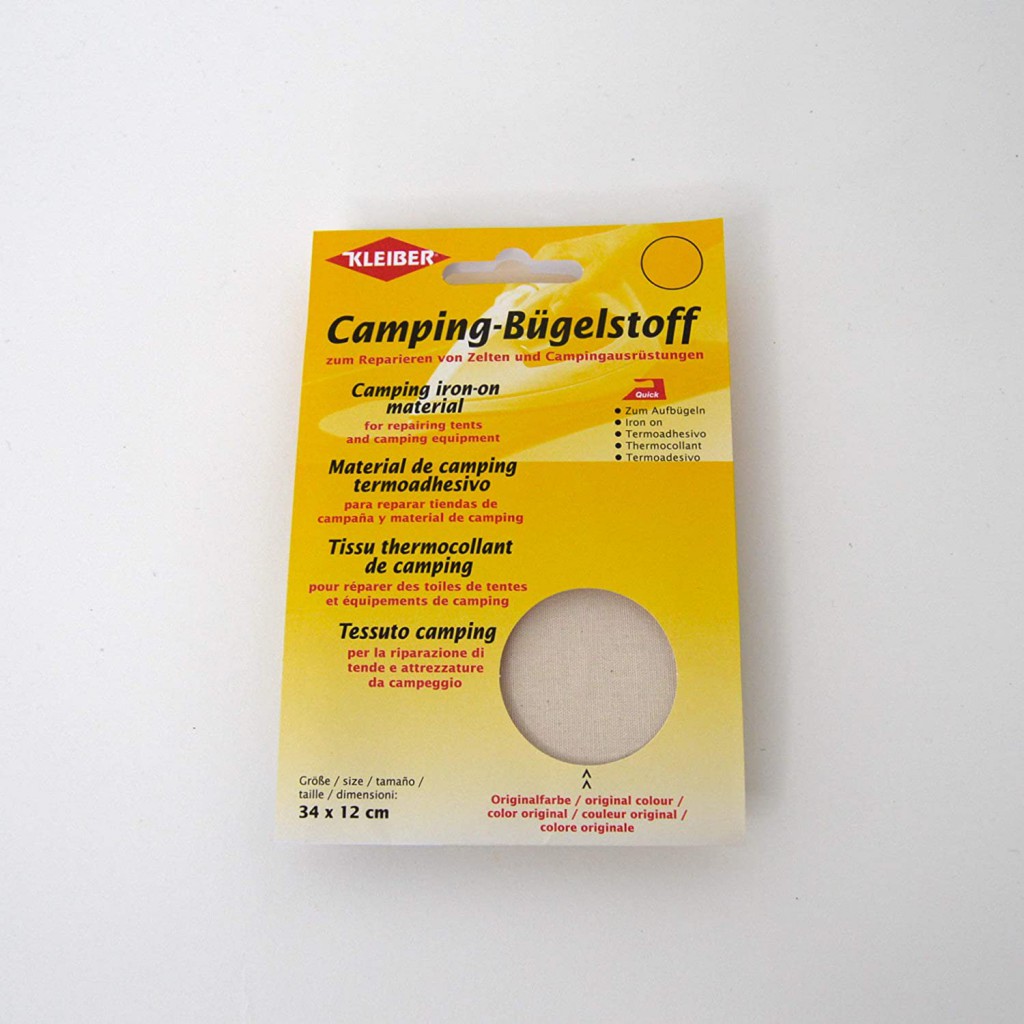 KLEIBER
Camping-Bügelstoff
zum Reparieren von Zelten und Campingausrüstungen
Camping iron-on
material
for repairing tents
and camping equipment
Quick
• Zum Aufbügeln
• Iron on
• Termoadhesivo
• Thermocollant
• Termoadesivo
Material de camping
termoadhesivo
para reparar tiendas de
campaña y material de camping
Tissu thermocollant
de camping
pour réparer des toiles de tentes
et équipements de camping
Tessuto camping
per la riparazione di
tende e attrezzature
da campeggio
Größe / size / tamaño /
taille / dimensioni:
34 x 12 cm
Originalfarbe / original colour /
color original / couleur original /
colore originale